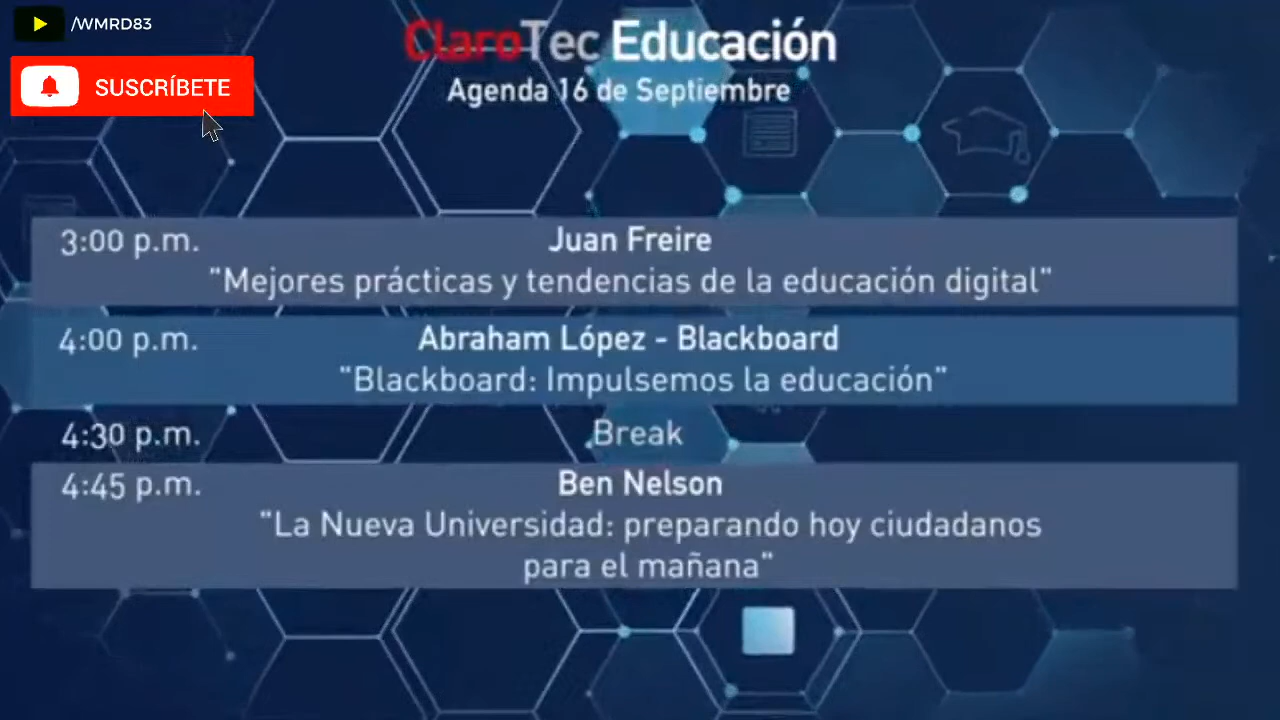 /WMRD83
SUSCRÍBETE
ClaroTec Educación
Agenda 16 de Septiembre
3:00 p.m.
Juan Freire
"Mejores prácticas y tendencias de la educación digital"
4:00 p.m.
Abraham López - Blackboard
"Blackboard: Impulsemos la educación"
4:30 p.m.
Break
4:45 p.m.
Ben Nelson
"La Nueva Universidad: preparando hoy ciudadanos
para el mañana"